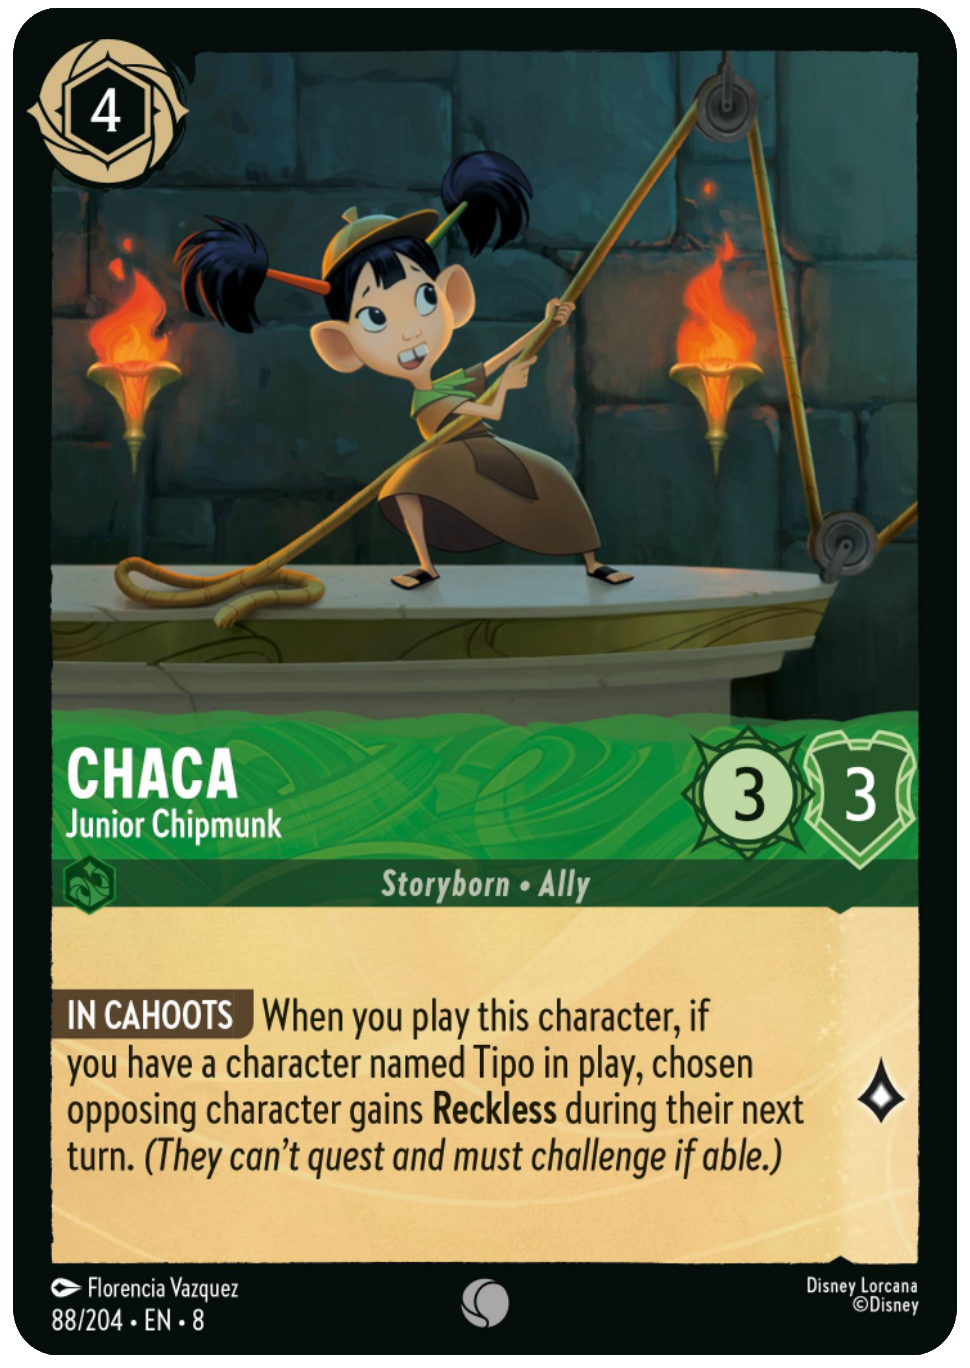 4
CHACA
Junior Chipmunk
3
3
Storyborn • Ally
IN CAHOOTS When you play this character, if
you have a character named Tipo in play, chosen
opposing character gains Reckless during their next
turn. (They can’t quest and must challenge if able.)
Florencia Vazquez
88/204 • EN • 8
Disney Lorcana
©Disney